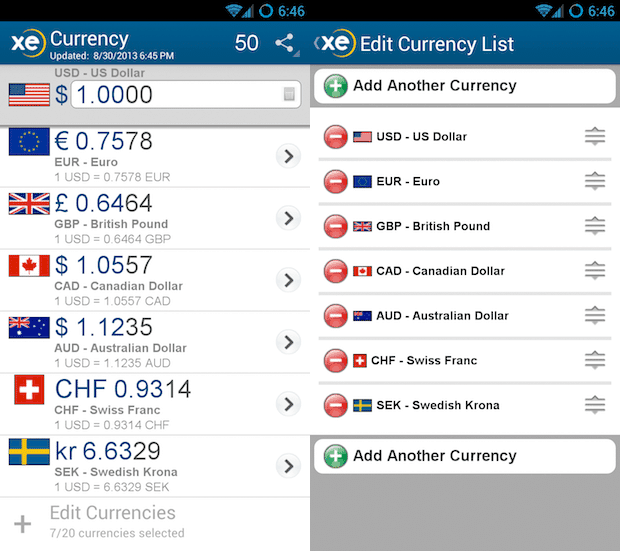 6:46
xe Currency
Updated: 8/30/2013 6:45 PM
50
USD - US Dollar
$ 1.0000
€ 0.7578
EUR - Euro
1 USD = 0.7578 EUR
£ 0.6464
GBP - British Pound
1 USD = 0.6464 GBP
$ 1.0557
CAD - Canadian Dollar
1 USD = 1.0557 CAD
$ 1.1235
AUD - Australian Dollar
1 USD = 1.1235 AUD
CHF 0.9314
CHF - Swiss Franc
1 USD = 0.9314 CHF
kr 6.6329
SEK - Swedish Krona
1 USD = 6.6329 SEK
Edit Currencies
7/20 currencies selected
6:46
xe Edit Currency List
Add Another Currency
USD - US Dollar
EUR - Euro
GBP - British Pound
CAD - Canadian Dollar
AUD - Australian Dollar
CHF - Swiss Franc
SEK - Swedish Krona
Add Another Currency